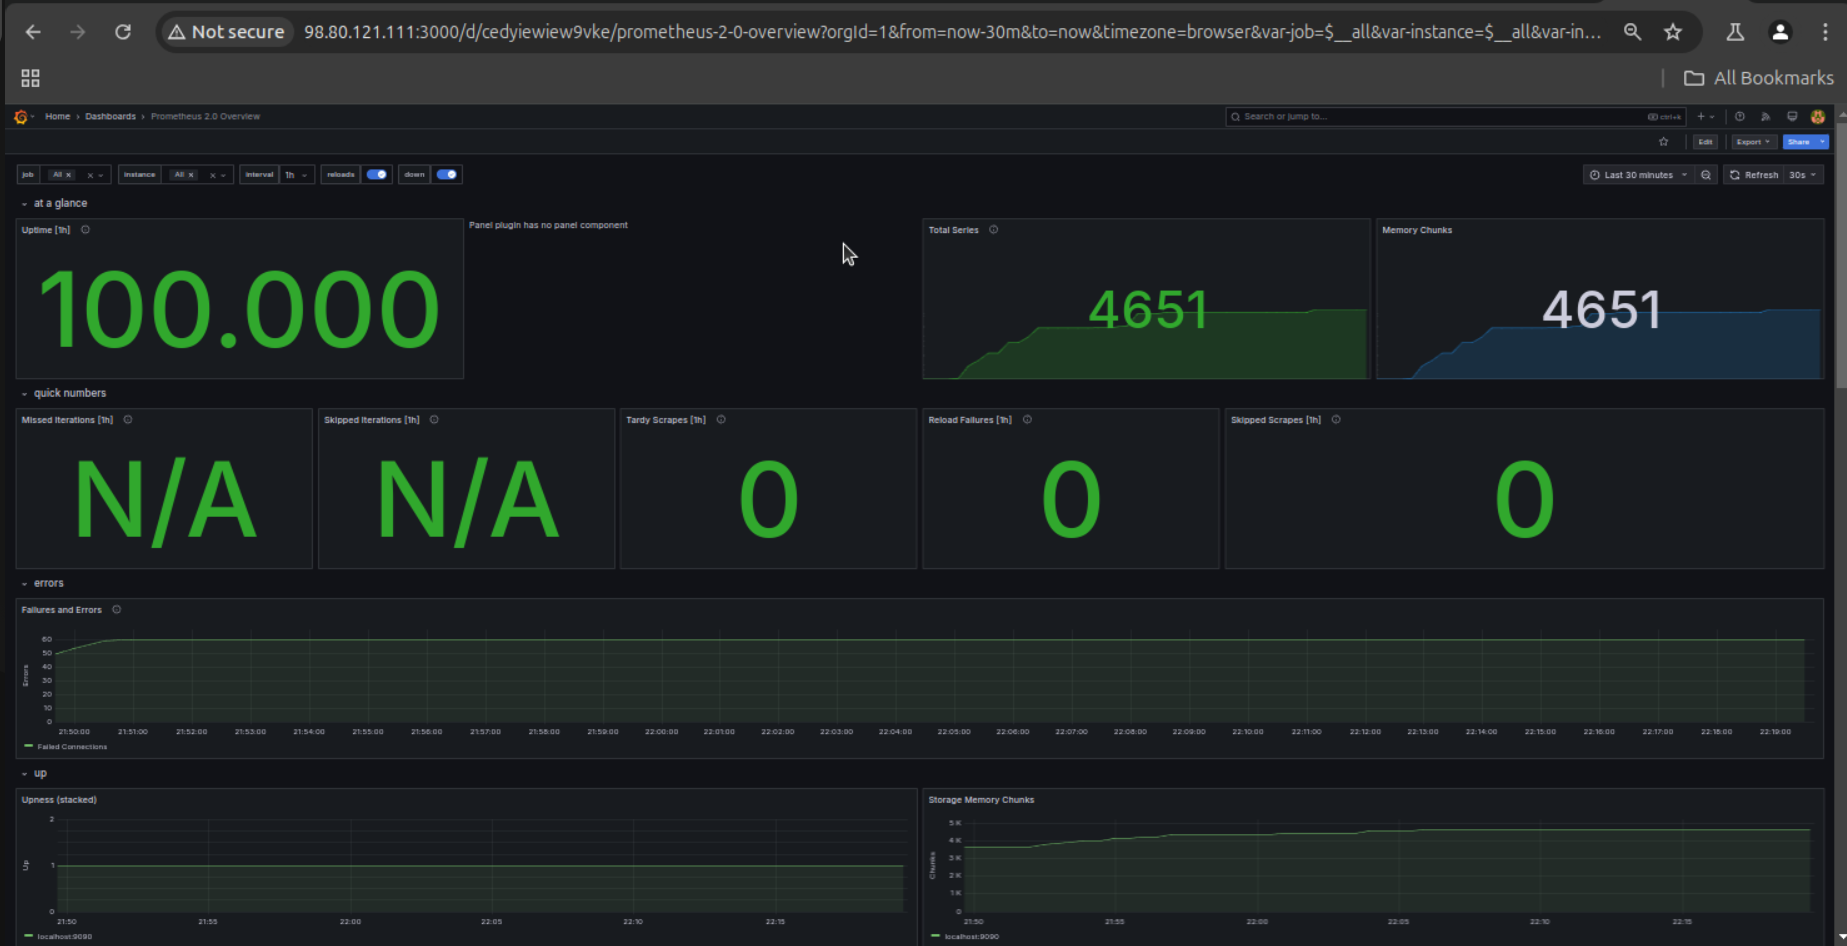 Not secure 98.80.121.111:3000/d/cedyiewiew9vke/prometheus-2-0-overview?orgId=1&from=now-30m&to=now&timezone=browser&var-job=$__all&var-instance=$__all&var-in...
All Bookmarks
Home › Dashboards › Prometheus 2.0 Overview
Search or jump to... ctrl+k
Edit Export Share
job All × instance All × interval 1h reloads down
Last 30 minutes Refresh 30s
at a glance
Uptime [1h]
100.000
Panel plugin has no panel component
Total Series
4651
Memory Chunks
4651
quick numbers
Missed Iterations [1h]
N/A
Skipped Iterations [1h]
N/A
Tardy Scrapes [1h]
0
Reload Failures [1h]
0
Skipped Scrapes [1h]
0
errors
Failures and Errors
Errors
60
50
40
30
20
10
0
21:50:00 21:51:00 21:52:00 21:53:00 21:54:00 21:55:00 21:56:00 21:57:00 21:58:00 21:59:00 22:00:00 22:01:00 22:02:00 22:03:00 22:04:00 22:05:00 22:06:00 22:07:00 22:08:00 22:09:00 22:10:00 22:11:00 22:12:00 22:13:00 22:14:00 22:15:00 22:16:00 22:17:00 22:18:00 22:19:00
Failed Connections
up
Upness (stacked)
Up
2
1
0
21:50 21:55 22:00 22:05 22:10 22:15
localhost:9090
Storage Memory Chunks
Chunks
5 K
4 K
3 K
2 K
1 K
0
21:50 21:55 22:00 22:05 22:10 22:15
localhost:9090